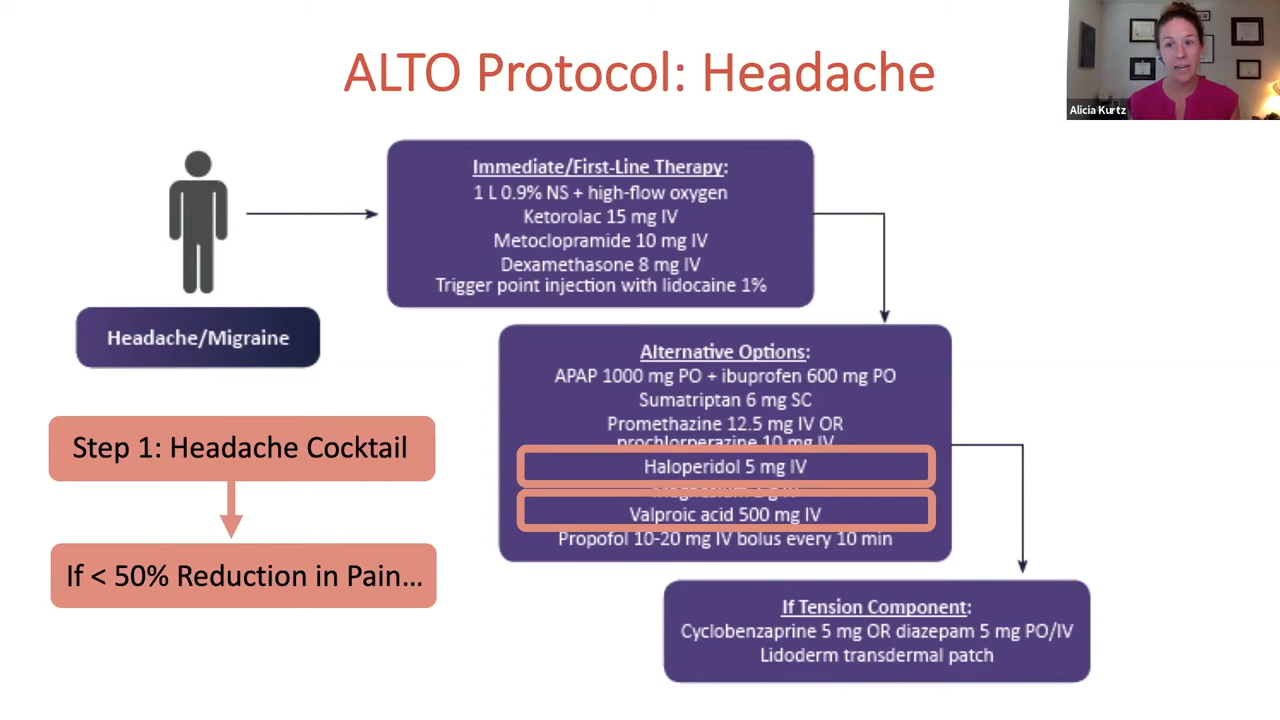 ALTO Protocol: Headache
Alicia Kurtz
Immediate/First-Line Therapy:
1 L 0.9% NS + high-flow oxygen
Ketorolac 15 mg IV
Metoclopramide 10 mg IV
Dexamethasone 8 mg IV
Trigger point injection with lidocaine 1%
Headache/Migraine
Alternative Options:
APAP 1000 mg PO + ibuprofen 600 mg PO
Sumatriptan 6 mg SC
Promethazine 12.5 mg IV OR
prochlorperazine 10 mg IV
Haloperidol 5 mg IV
Valproic acid 500 mg IV
Propofol 10-20 mg IV bolus every 10 min
Step 1: Headache Cocktail
If < 50% Reduction in Pain...
If Tension Component:
Cyclobenzaprine 5 mg OR diazepam 5 mg PO/IV
Lidoderm transdermal patch